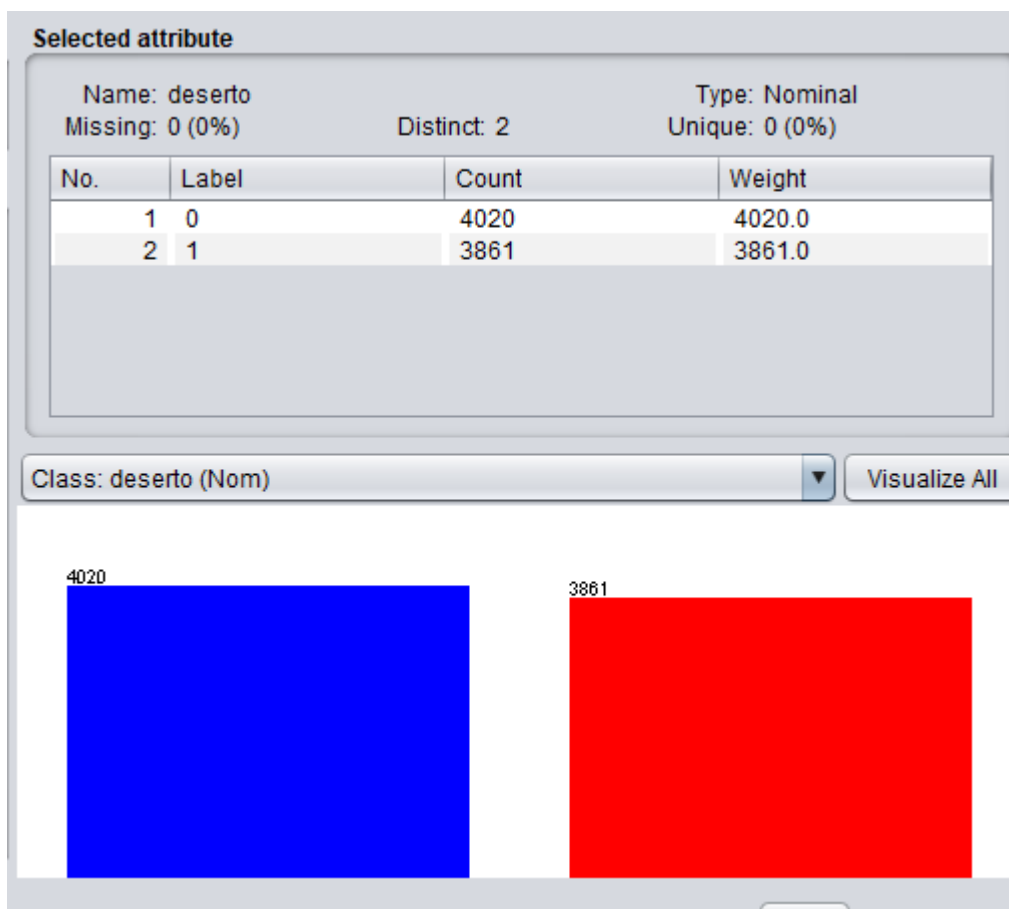 Selected attribute
Name: deserto Type: Nominal
Missing: 0 (0%) Distinct: 2 Unique: 0 (0%)
No. Label Count Weight
1 0 4020 4020.0
2 1 3861 3861.0
Class: deserto (Nom) Visualize All
4020
3861